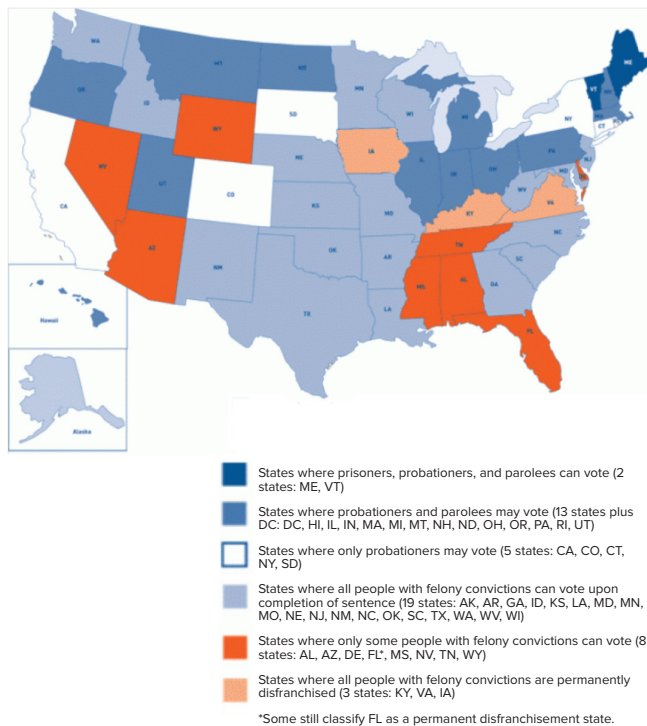 WA
MT
ND
MN
ME
VT
NH
OR
ID
SD
WI
NY
MA
WY
MI
CT
RI
IA
PA
NJ
NV
NE
IL
IN
OH
MD
UT
CO
WV
VA
CA
KS
MO
KY
NC
TN
AZ
NM
OK
AR
SC
MS
AL
GA
TX
LA
FL
Hawaii
Alaska
States where prisoners, probationers, and parolees can vote (2
states: ME, VT)
States where probationers and parolees may vote (13 states plus
DC: DC, HI, IL, IN, MA, MI, MT, NH, ND, OH, OR, PA, RI, UT)
States where only probationers may vote (5 states: CA, CO, CT,
NY, SD)
States where all people with felony convictions can vote upon
completion of sentence (19 states: AK, AR, GA, ID, KS, LA, MD, MN,
MO, NE, NJ, NM, NC, OK, SC, TX, WA, WV, WI)
States where only some people with felony convictions can vote (8
states: AL, AZ, DE, FL*, MS, NV, TN, WY)
States where all people with felony convictions are permanently
disfranchised (3 states: KY, VA, IA)
*Some still classify FL as a permanent disfranchisement state.